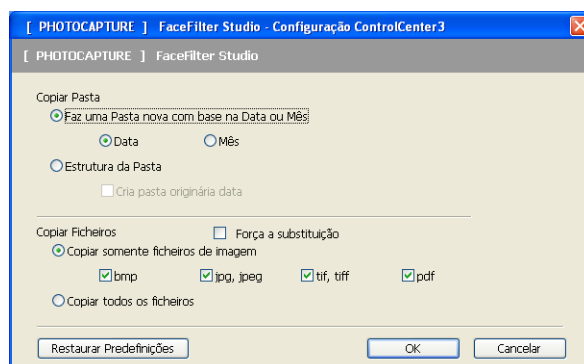 [ PHOTOCAPTURE ] FaceFilter Studio - Configuração ControlCenter3
[ PHOTOCAPTURE ] FaceFilter Studio
Copiar Pasta
Faz uma Pasta nova com base na Data ou Mês
Data Mês
Estrutura da Pasta
Cria pasta originária data
Copiar Ficheiros Força a substituição
Copiar somente ficheiros de imagem
bmp jpg, jpeg tif, tiff pdf
Copiar todos os ficheiros
Restaurar Predefinições OK Cancelar